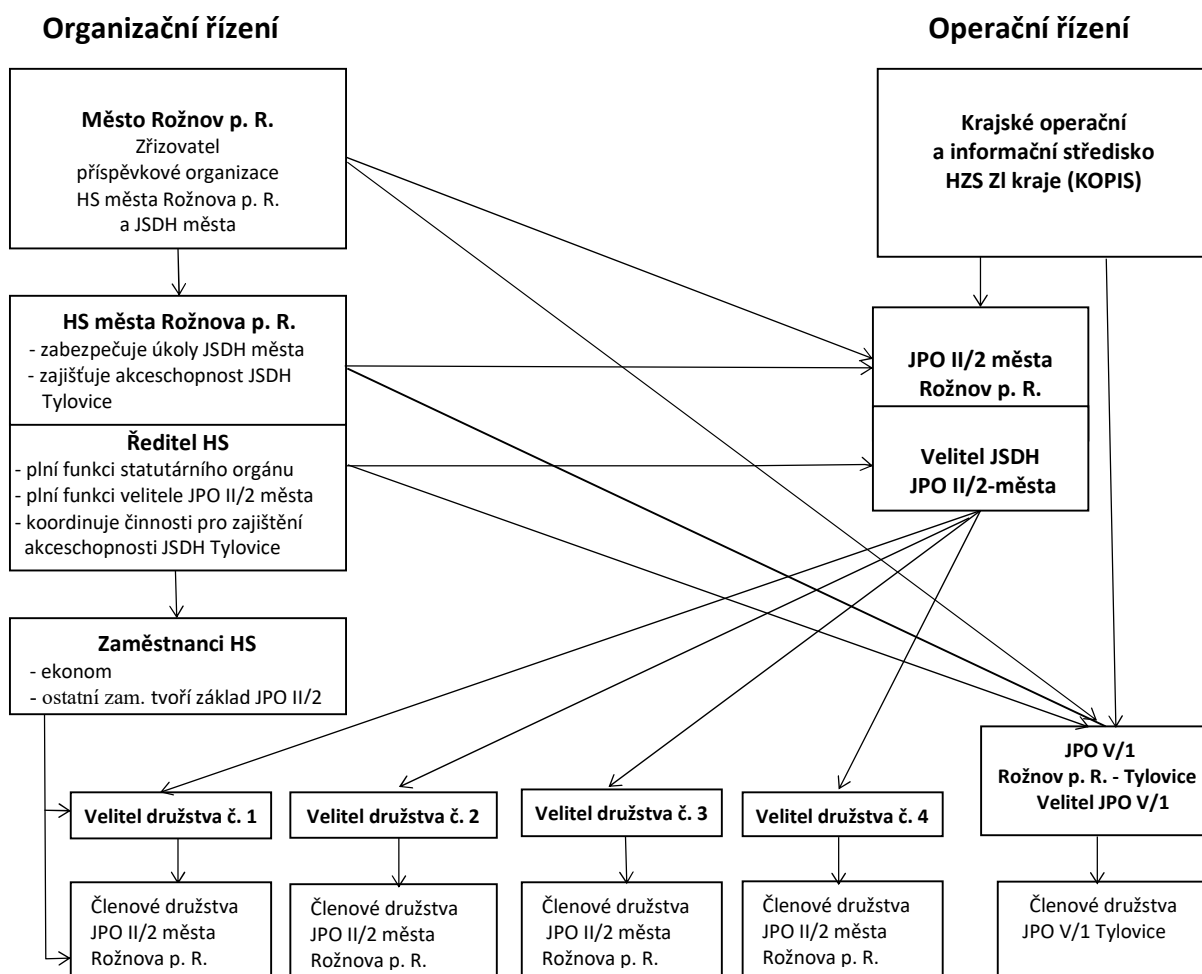 Organizační řízení
Operační řízení
Město Rožnov p. R.
Zřizovatel
příspěvkové organizace
HS města Rožnova p. R.
a JSDH města
Krajské operační
a informační středisko
HZS Zl kraje (KOPIS)
HS města Rožnova p. R.
- zabezpečuje úkoly JSDH města
- zajišťuje akceschopnost JSDH
Tylovice
JPO II/2 města
Rožnov p. R.
Ředitel HS
- plní funkci statutárního orgánu
- plní funkci velitele JPO II/2 města
- koordinuje činnosti pro zajištění
akceschopnosti JSDH Tylovice
Velitel JSDH
JPO II/2-města
Zaměstnanci HS
- ekonom
- ostatní zam. tvoří základ JPO II/2
JPO V/1
Rožnov p. R. - Tylovice
Velitel JPO V/1
Velitel družstva č. 1
Velitel družstva č. 2
Velitel družstva č. 3
Velitel družstva č. 4
Členové družstva
JPO II/2 města
Rožnova p. R.
Členové družstva
JPO II/2 města
Rožnova p. R.
Členové družstva
JPO II/2 města
Rožnova p. R.
Členové družstva
JPO II/2 města
Rožnova p. R.
Členové družstva
JPO V/1 Tylovice